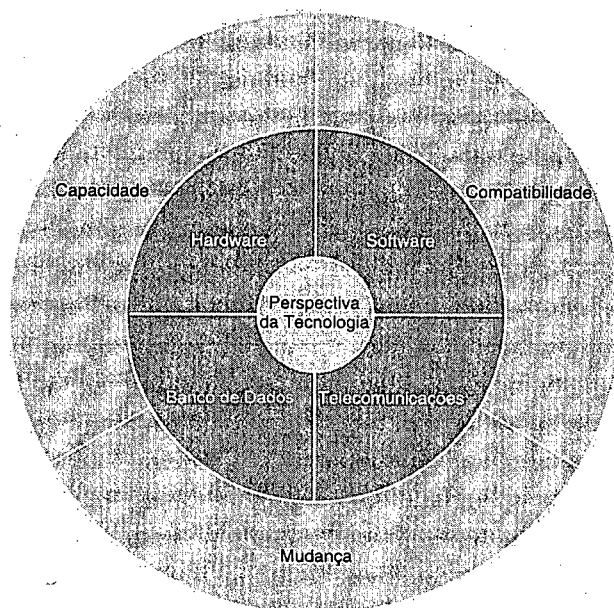 Capacidade
Compatibilidade
Hardware
Software
Perspectiva
da Tecnologia
Banco de Dados
Telecomunicações
Mudança